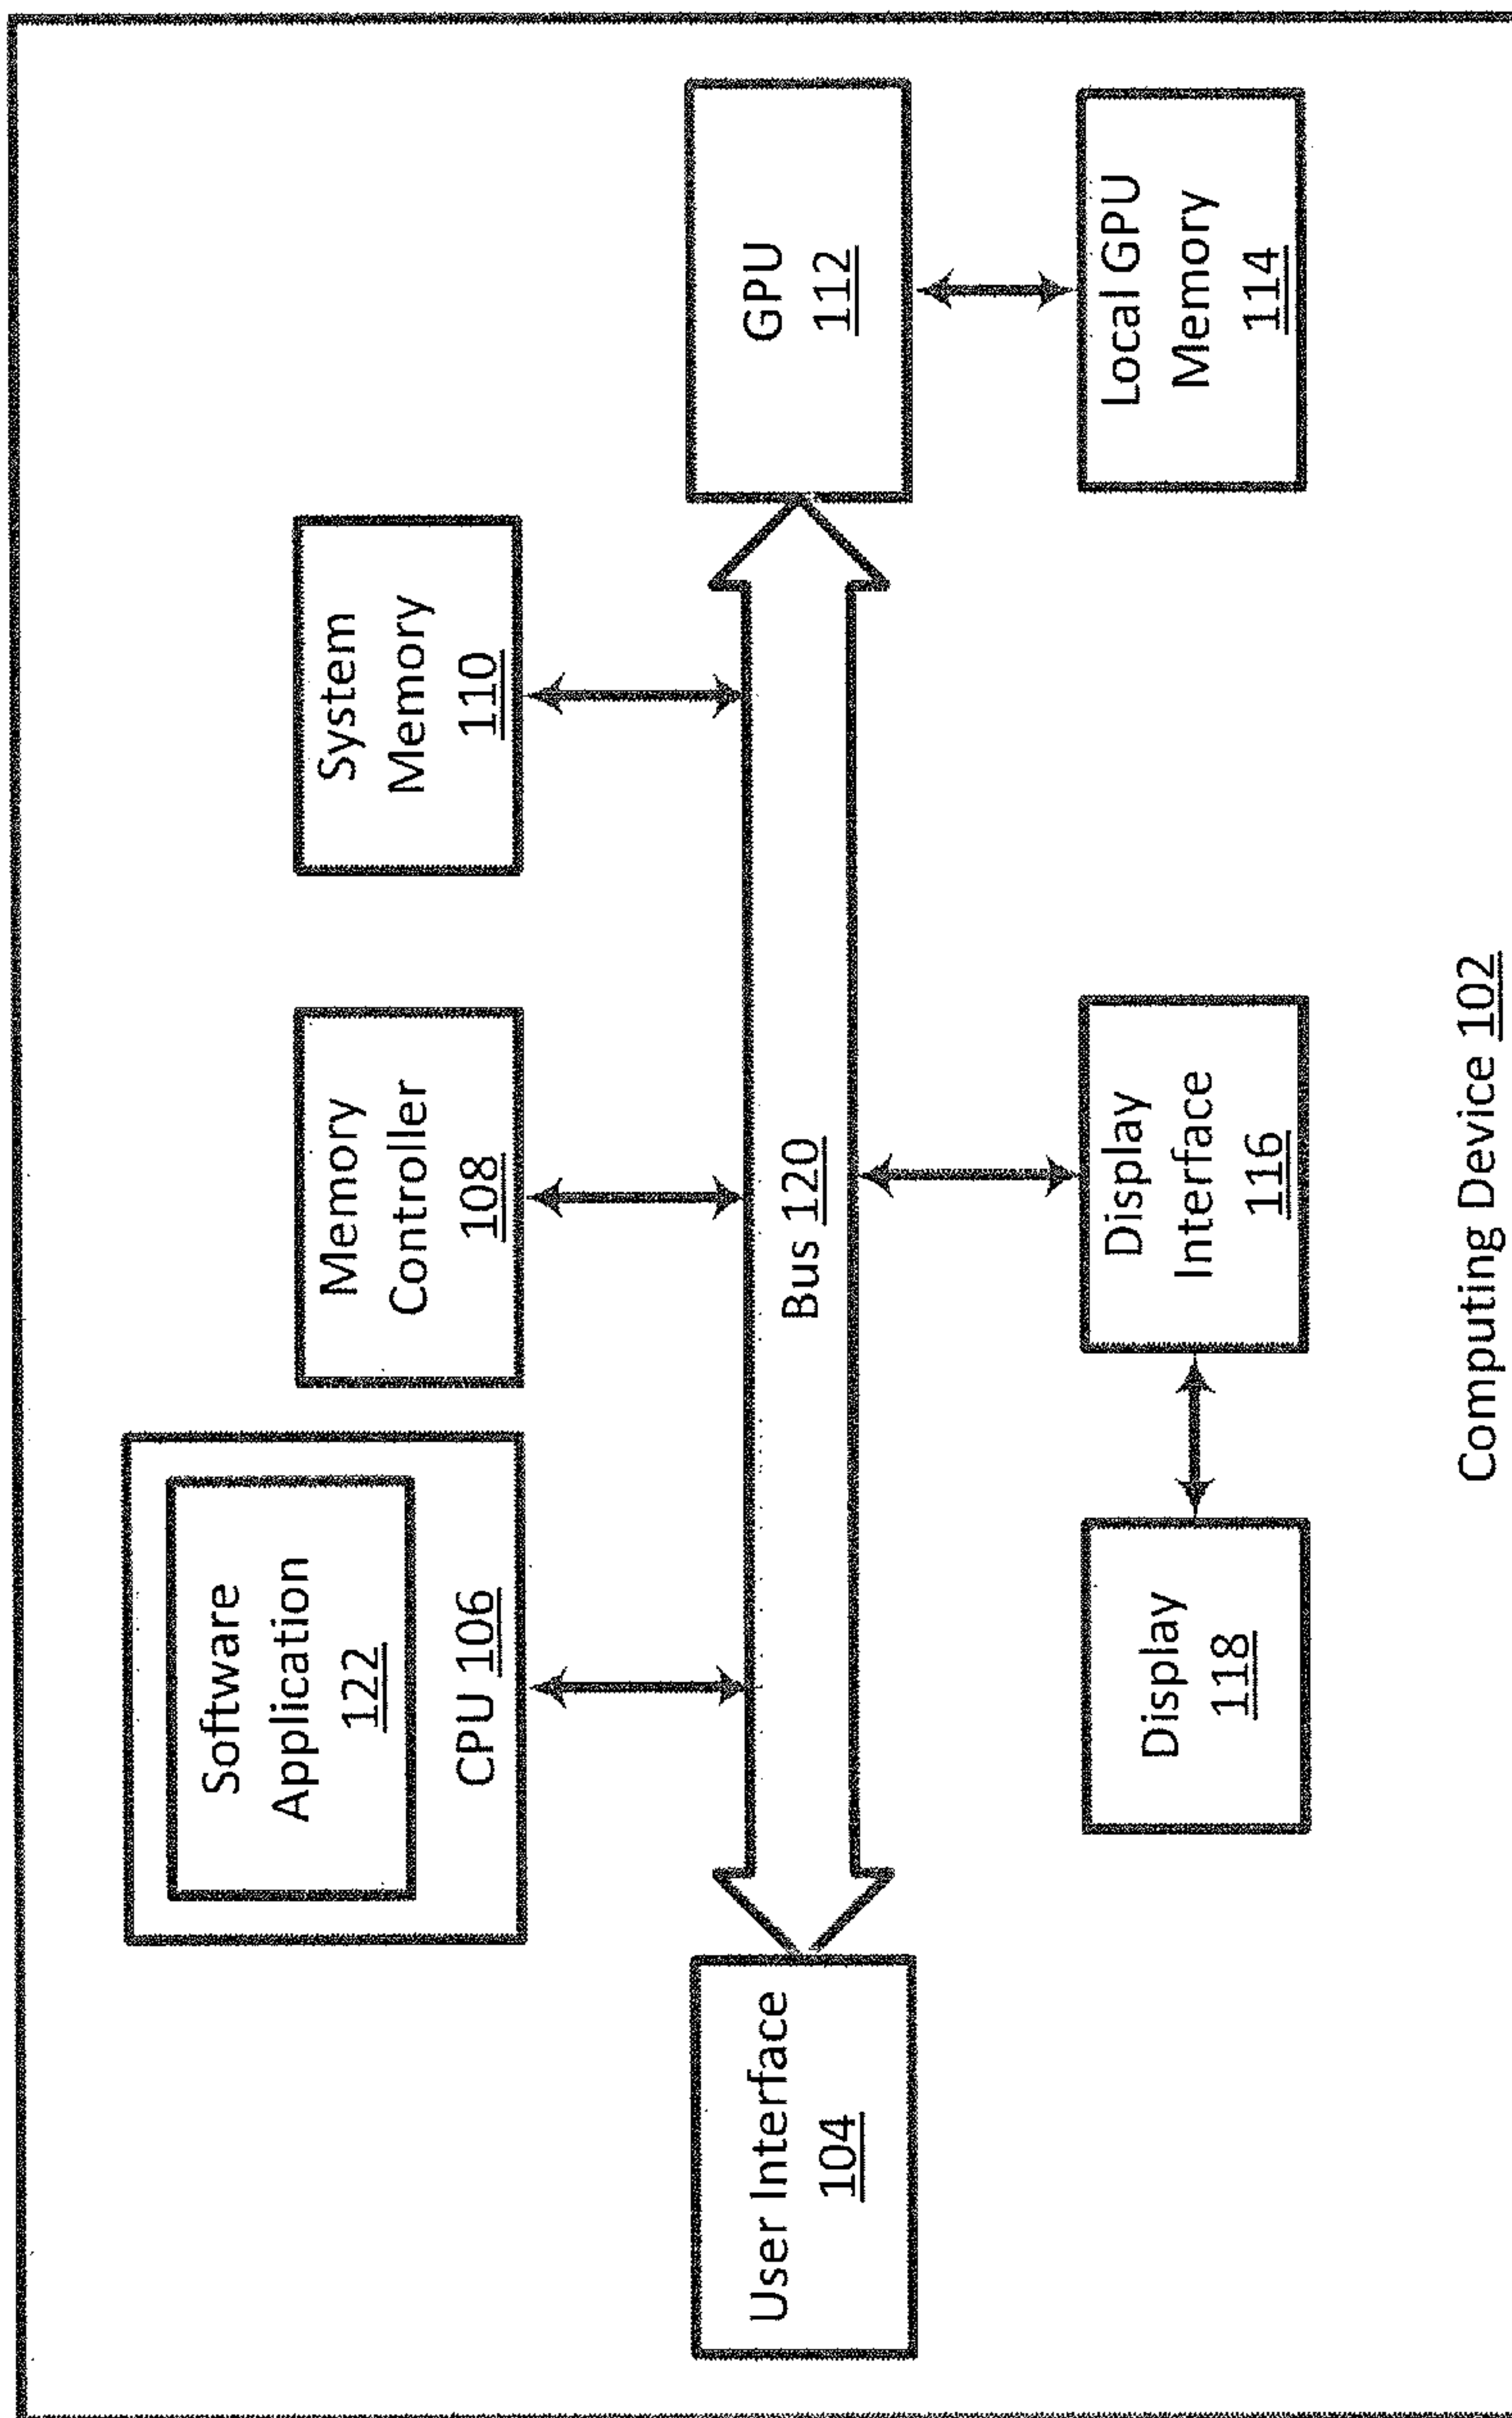 Software
Application
122
CPU 106
Memory
Controller
108
System
Memory
110
User Interface
104
Bus 120
GPU
112
Display
118
Display
Interface
116
Local GPU
Memory
114
Computing Device 102